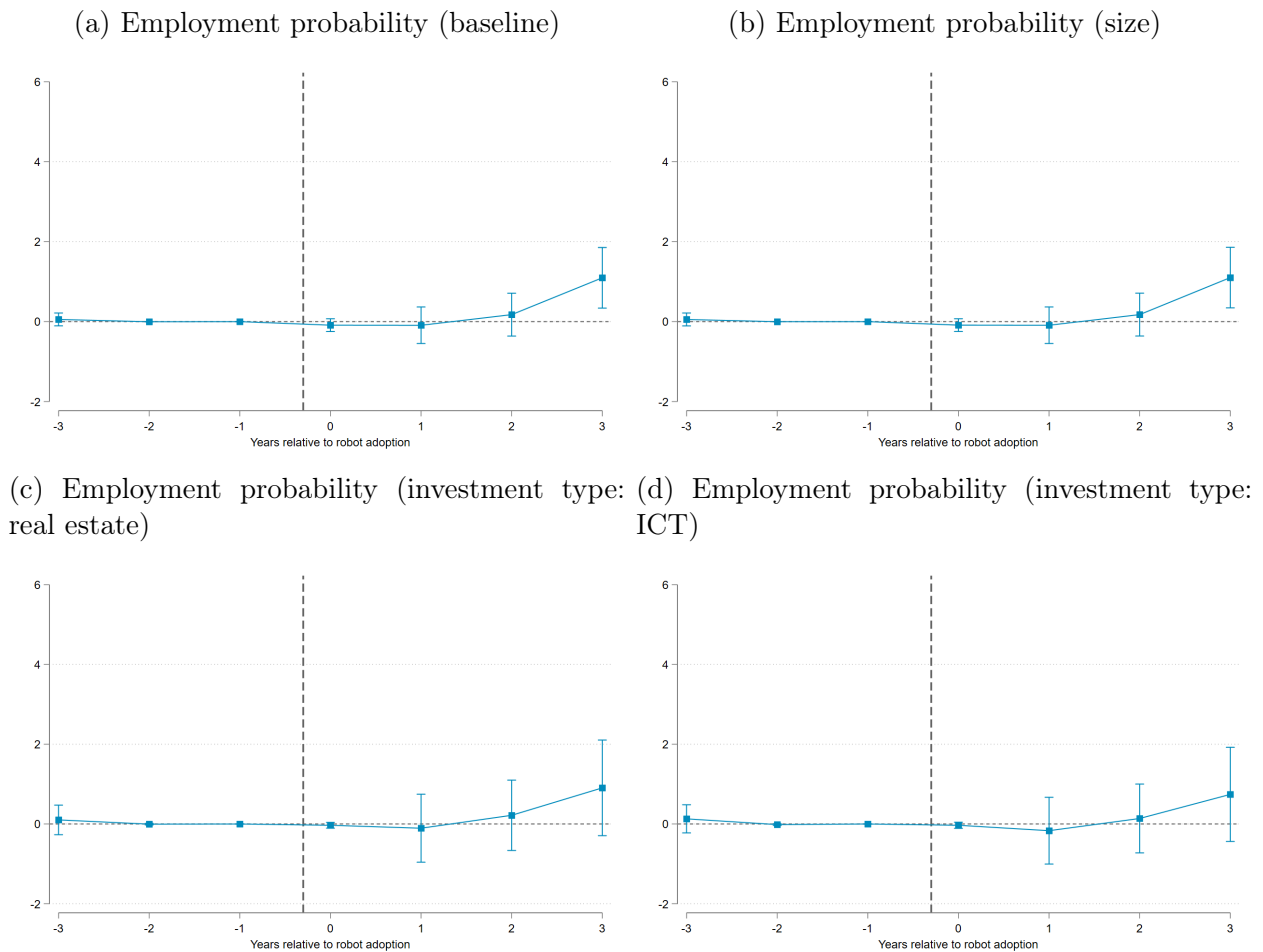 (a) Employment probability (baseline)
6
4
2
0
-2
-3 -2 -1 0 1 2 3
Years relative to robot adoption
(b) Employment probability (size)
6
4
2
0
-2
-3 -2 -1 0 1 2 3
Years relative to robot adoption
(c) Employment probability (investment type:
real estate)
6
4
2
0
-2
-3 -2 -1 0 1 2 3
Years relative to robot adoption
(d) Employment probability (investment type:
ICT)
6
4
2
0
-2
-3 -2 -1 0 1 2 3
Years relative to robot adoption